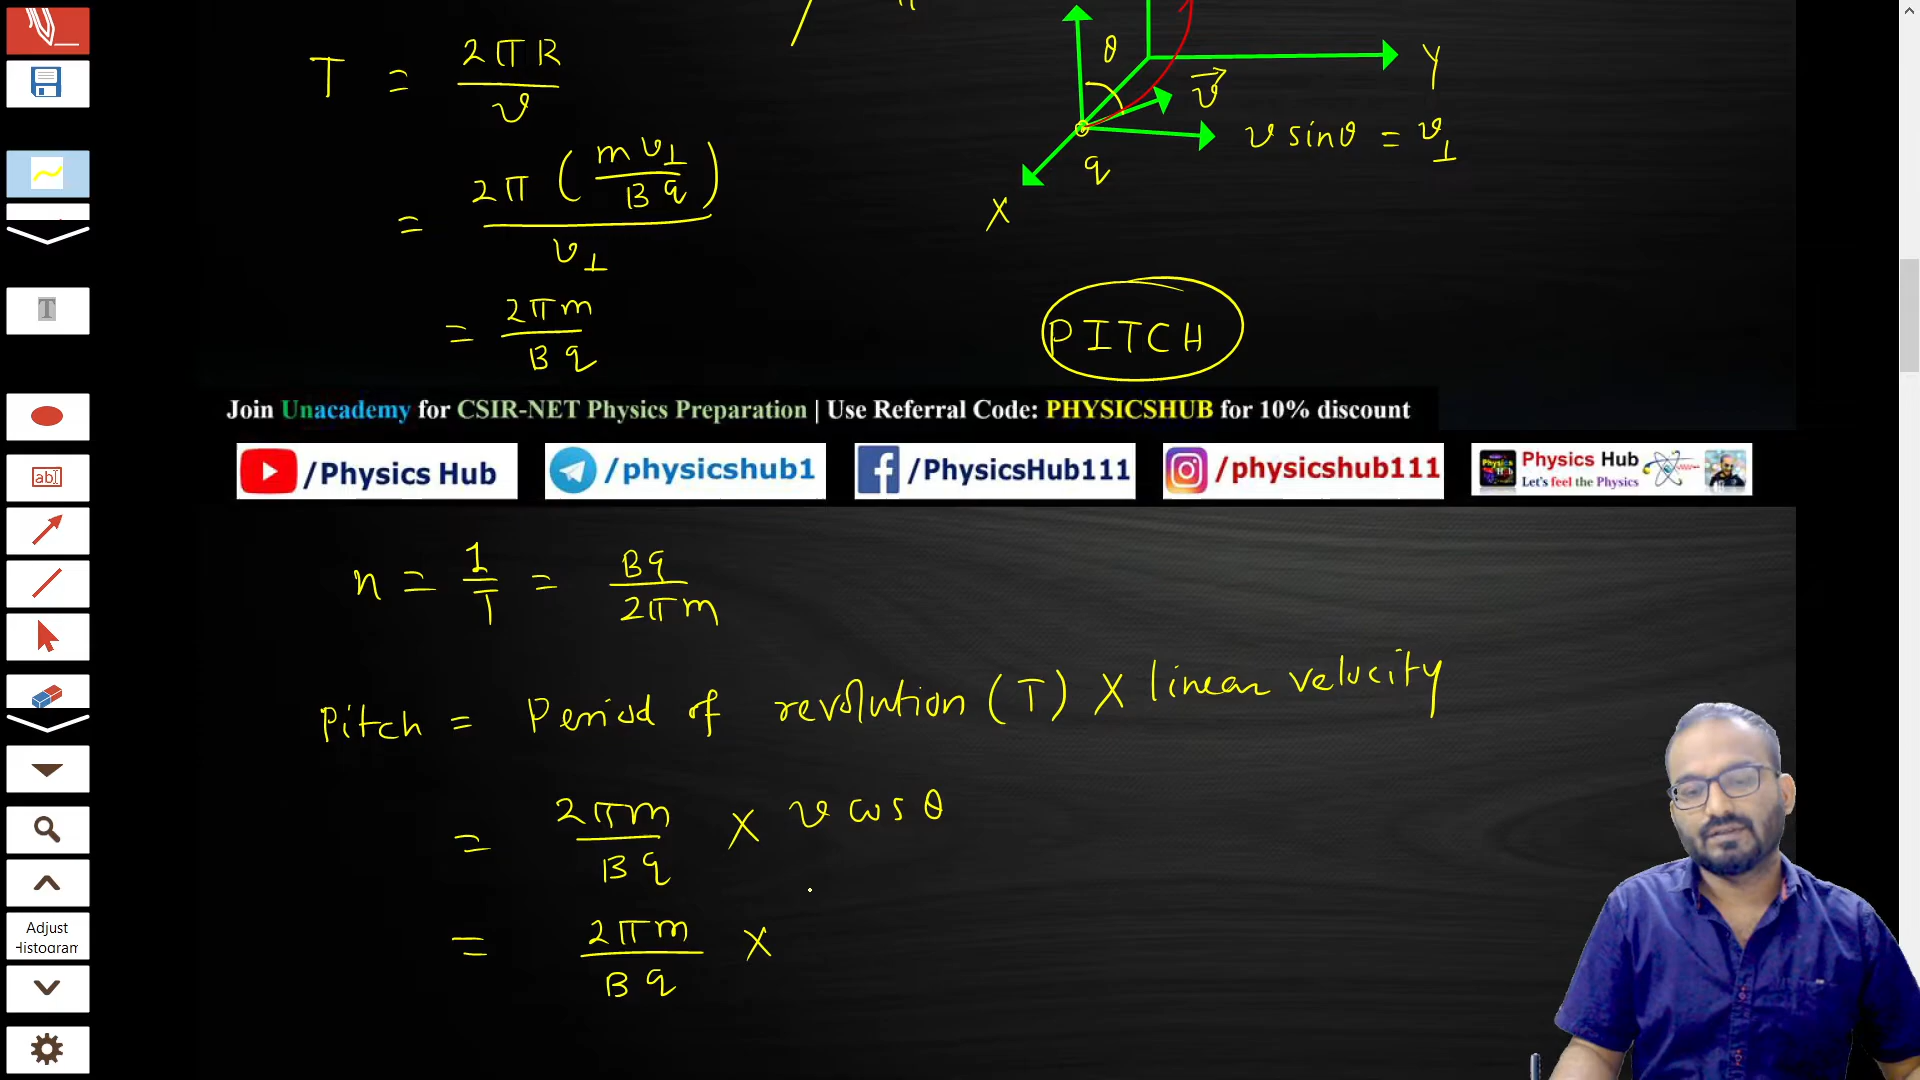 T = 2πR / v
θ
Y
v⃗
v sinθ = v⊥
= 2π (m v⊥ / Bq) / v⊥
q
X
= 2πm / Bq
PITCH
Join Unacademy for CSIR-NET Physics Preparation | Use Referral Code: PHYSICSHUB for 10% discount
/Physics Hub
/physicshub1
/PhysicsHub111
/physicshub111
Physics Hub
Let's feel the Physics
n = 1/T = Bq / 2πm
Pitch = Period of revolution (T) X linear velocity
= 2πm / Bq X v cos θ
= 2πm / Bq X
T
ab
Adjust
Histogram